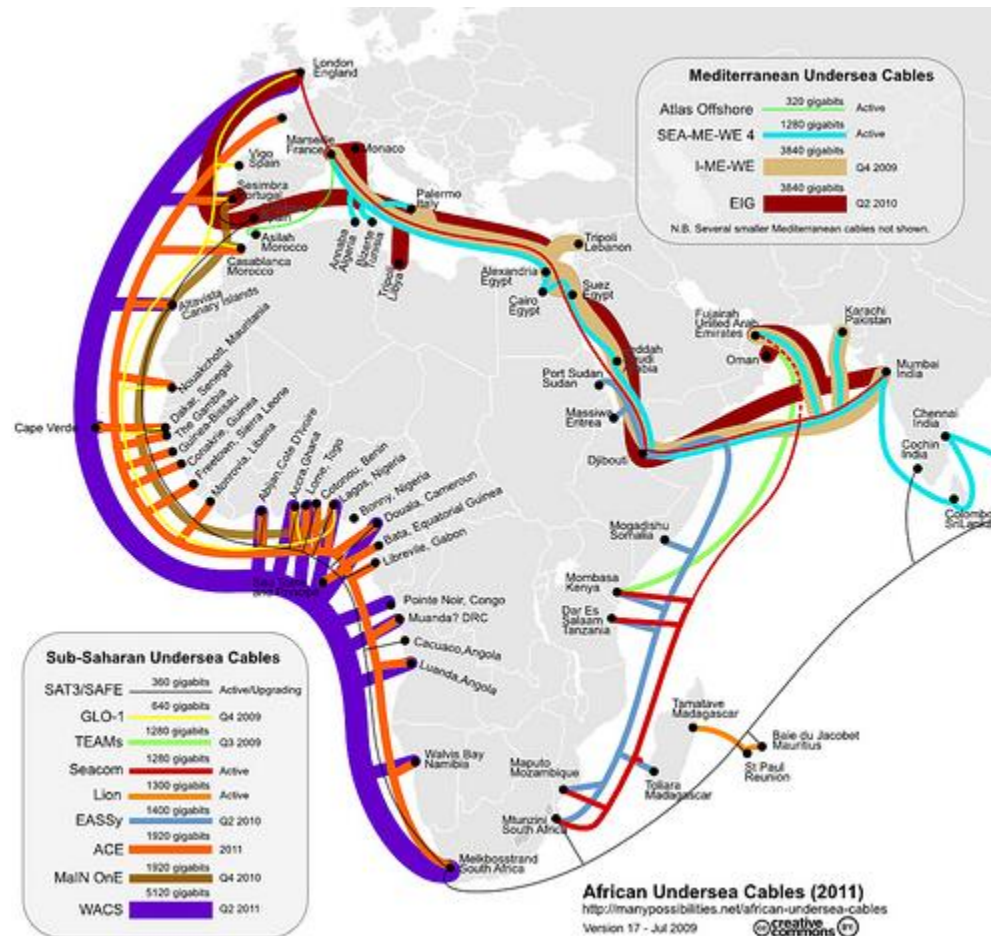 London
England
Mediterranean Undersea Cables
Atlas Offshore
320 gigabits
Active
SEA-ME-WE 4
1280 gigabits
Active
I-ME-WE
3840 gigabits
Q4 2009
EIG
3840 gigabits
Q2 2010
N.B. Several smaller Mediterranean cables not shown.
Marseille
France
Monaco
Vigo
Spain
Sesimbra
Portugal
Spain
Asilah
Morocco
Casablanca
Morocco
Palermo
Italy
Annaba
Algeria
Bizerte
Tunisia
Tripoli
Libya
Tripoli
Lebanon
Alexandria
Egypt
Cairo
Egypt
Suez
Egypt
Altavista
Canary Islands
Fujairah
United Arab
Emirates
Oman
Karachi
Pakistan
Mumbai
India
Chennai
India
Cochin
India
Colombo
SriLanka
Jeddah
Saudi
Arabia
Port Sudan
Sudan
Massiwa
Eritrea
Djibouti
Nouakchott, Mauritania
Cape Verde
Dakar, Senegal
The Gambia
Guinea-Bissau
Conakrie, Guinea
Freetown, Sierra Leone
Monrovia, Liberia
Abijan, Cote D'Ivoire
Accra, Ghana
Lome, Togo
Cotonou, Benin
Lagos, Nigeria
Bonny, Nigeria
Douala, Cameroun
Bata, Equatorial Guinea
Libreville, Gabon
Sao Tome
and Principe
Pointe Noir, Congo
Muanda? DRC
Cacuaco,Angola
Luanda,Angola
Walvis Bay
Namibia
Melkbosstrand
South Africa
Mogadishu
Somalia
Mombasa
Kenya
Dar Es
Salaam
Tanzania
Maputo
Mozambique
Mtunzini
South Africa
Toliara
Madagascar
Tamatave
Madagascar
Baie du Jacobet
Mauritius
St Paul
Reunion
Sub-Saharan Undersea Cables
SAT3/SAFE
360 gigabits
Active/Upgrading
GLO-1
640 gigabits
Q4 2009
TEAMs
1280 gigabits
Q3 2009
Seacom
1280 gigabits
Active
Lion
1300 gigabits
Active
EASSy
1400 gigabits
Q2 2010
ACE
1920 gigabits
2011
MaIN OnE
1920 gigabits
Q4 2010
WACS
5120 gigabits
Q2 2011
African Undersea Cables (2011)
http://manypossibilities.net/african-undersea-cables
Version 17 - Jul 2009
cc creative commons BY